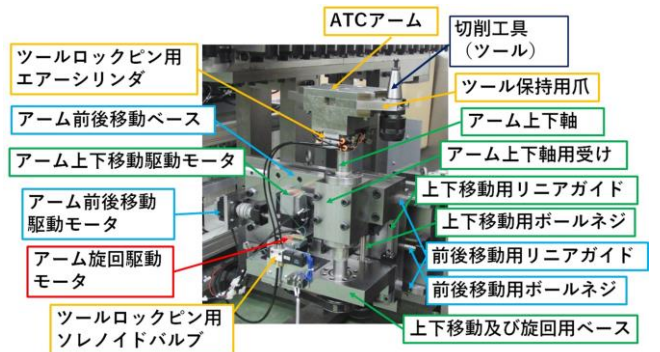 ATCアーム
切削工具
（ツール）
ツールロックピン用
エアーシリンダ
ツール保持用爪
アーム前後移動ベース
アーム上下軸
アーム上下移動駆動モータ
アーム上下軸用受け
アーム前後移動
駆動モータ
上下移動用リニアガイド
上下移動用ボールネジ
アーム旋回駆動
モータ
前後移動用リニアガイド
前後移動用ボールネジ
ツールロックピン用
ソレノイドバルブ
上下移動及び旋回用ベース